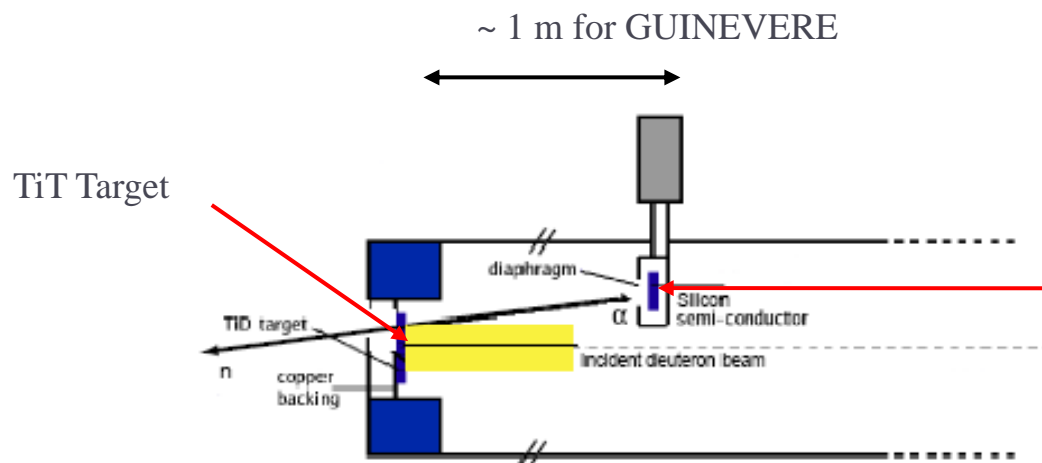 ~ 1 m for GUINEVERE
TiT Target
diaphragm
TiD target
α
Silicon
semi-conductor
Incident deuteron beam
n
copper
backing